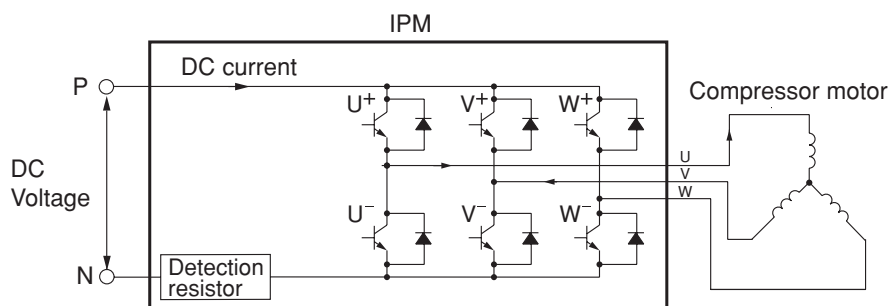 IPM
P
DC current
U+
V+
W+
Compressor motor
DC
Voltage
U
V
W
U−
V−
W−
N
Detection
resistor